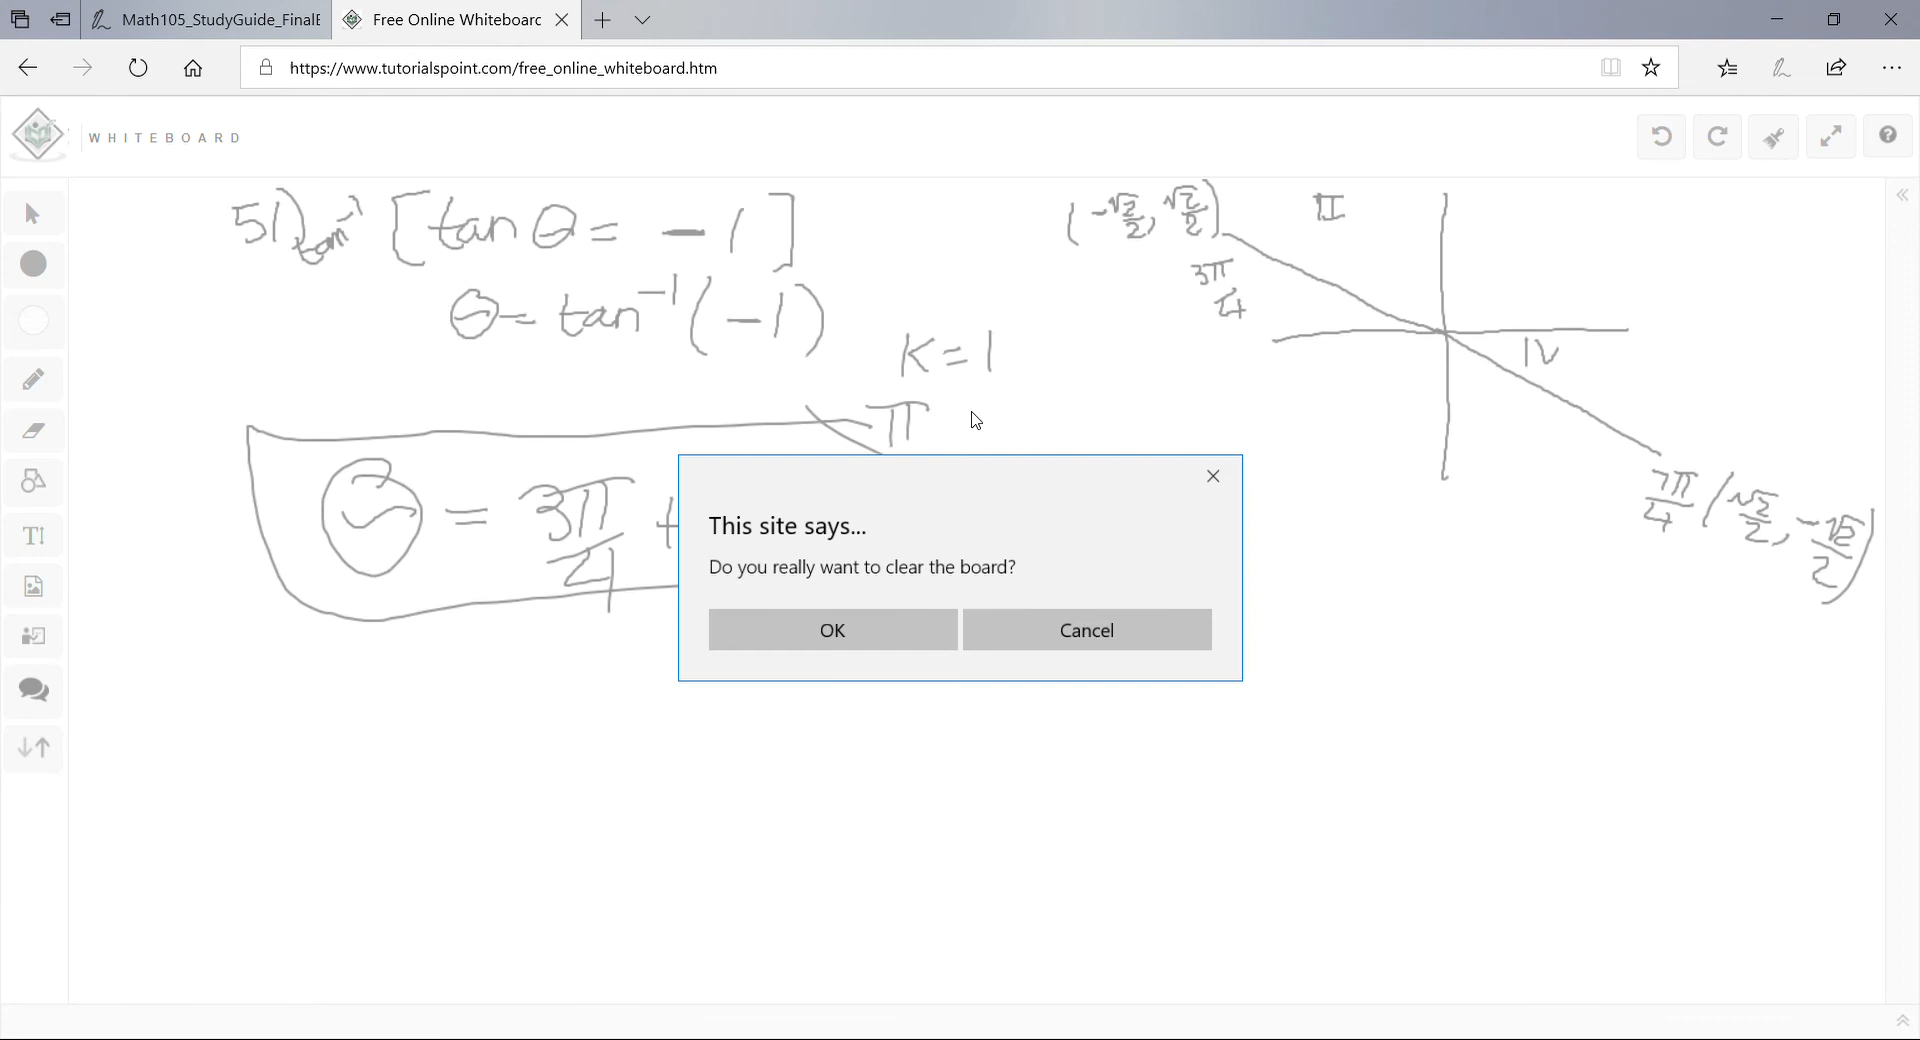 Math105_StudyGuide_FinalE
Free Online Whiteboarc
https://www.tutorialspoint.com/free_online_whiteboard.htm
WHITEBOARD
51) tan⁻¹ [tan θ = -1]
θ = tan⁻¹(-1)
K = 1
π
θ = 3π/4 +
(-√2/2, √2/2)
II
3π/4
IV
7π/4 (√2/2, -√2/2)
This site says...
Do you really want to clear the board?
OK
Cancel
TI